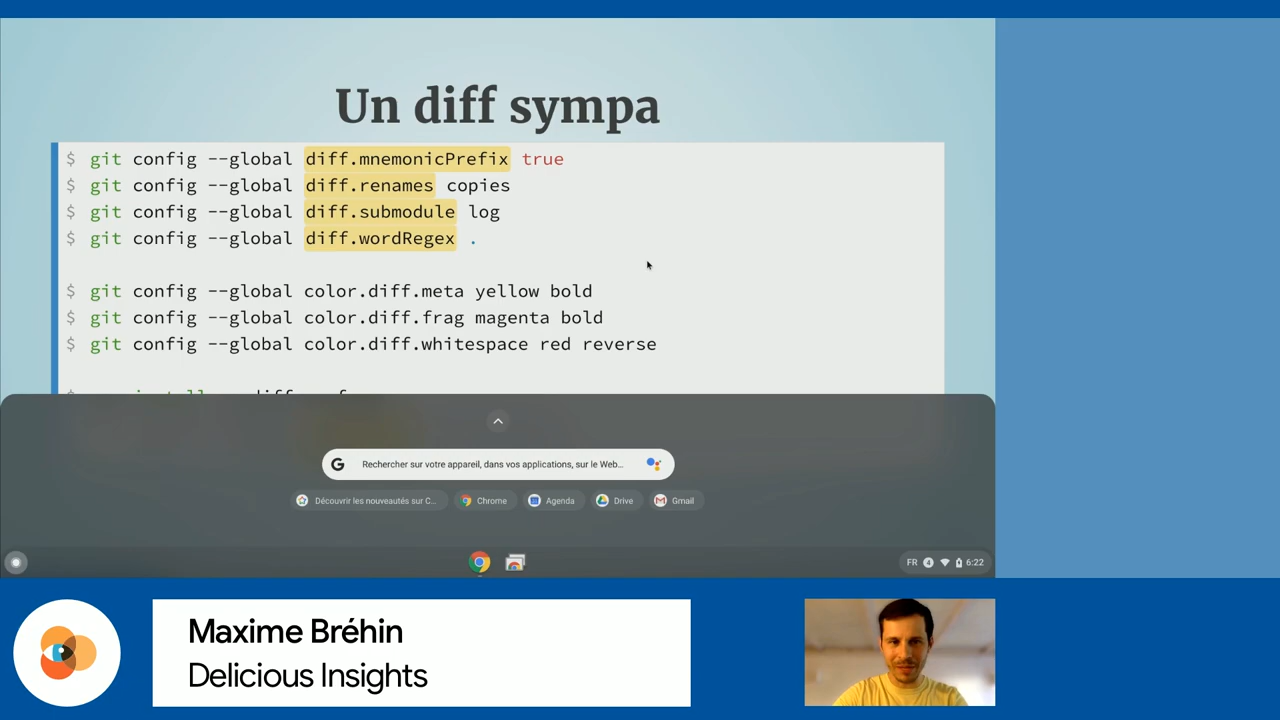 Un diff sympa
$ git config --global diff.mnemonicPrefix true
$ git config --global diff.renames copies
$ git config --global diff.submodule log
$ git config --global diff.wordRegex .
$ git config --global color.diff.meta yellow bold
$ git config --global color.diff.frag magenta bold
$ git config --global color.diff.whitespace red reverse
$
Rechercher sur votre appareil, dans vos applications, sur le Web...
Découvrir les nouveautés sur C... Chrome Agenda Drive Gmail
FR 4 6:22
Maxime Bréhin
Delicious Insights